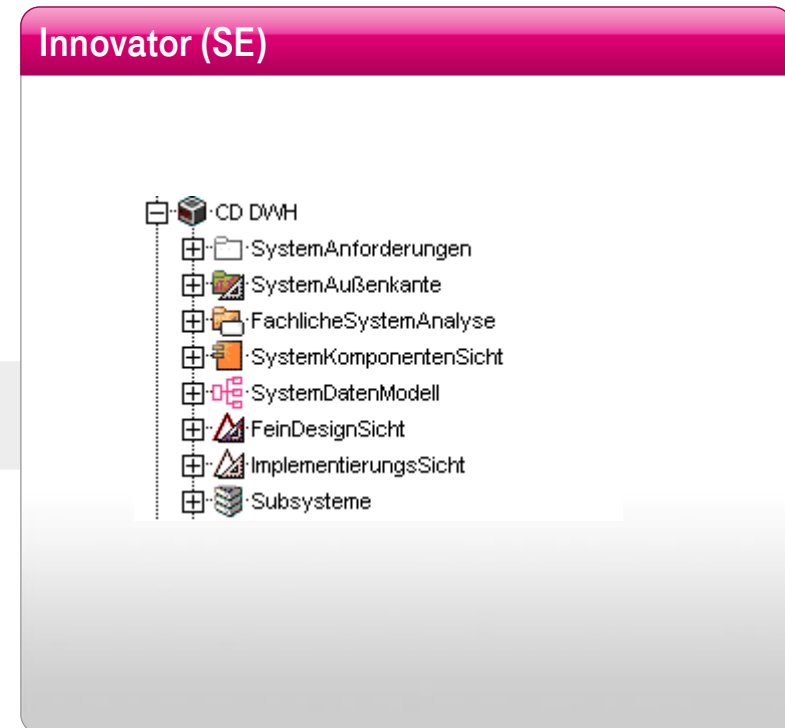 Innovator (SE)
CD DWH
SystemAnforderungen
SystemAußenkante
FachlicheSystemAnalyse
SystemKomponentenSicht
SystemDatenModell
FeinDesignSicht
ImplementierungsSicht
Subsysteme